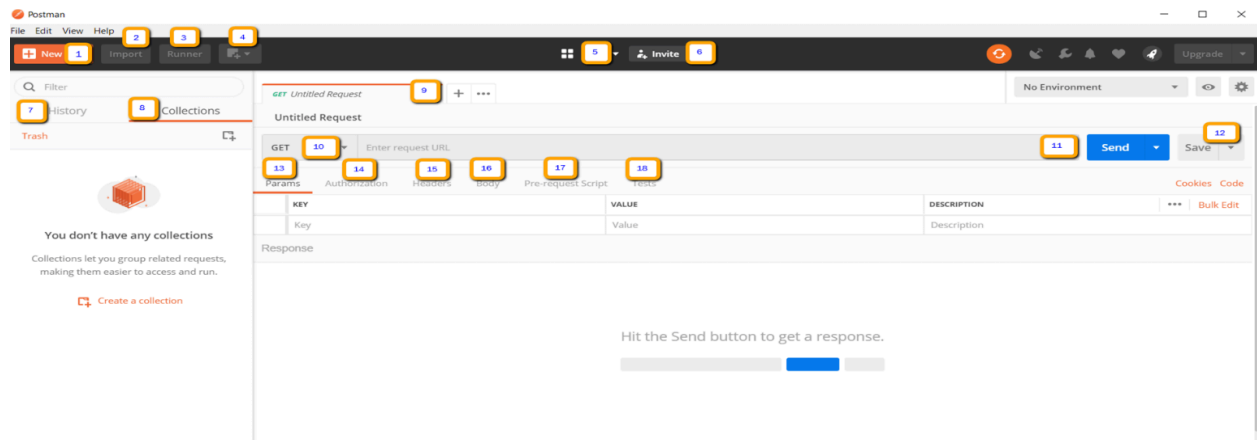 Postman
File Edit View Help
2 3 4
New 1 Import Runner 5 Invite 6 Upgrade
Filter
GET Untitled Request 9 + ••• No Environment
7 History 8 Collections
Untitled Request
Trash
GET 10 Enter request URL 11 Send Save 12
13 14 15 16 17 18
Params Authorization Headers Body Pre-request Script Tests Cookies Code
KEY VALUE DESCRIPTION ••• Bulk Edit
Key Value Description
Response
You don't have any collections
Collections let you group related requests,
making them easier to access and run.
Create a collection
Hit the Send button to get a response.